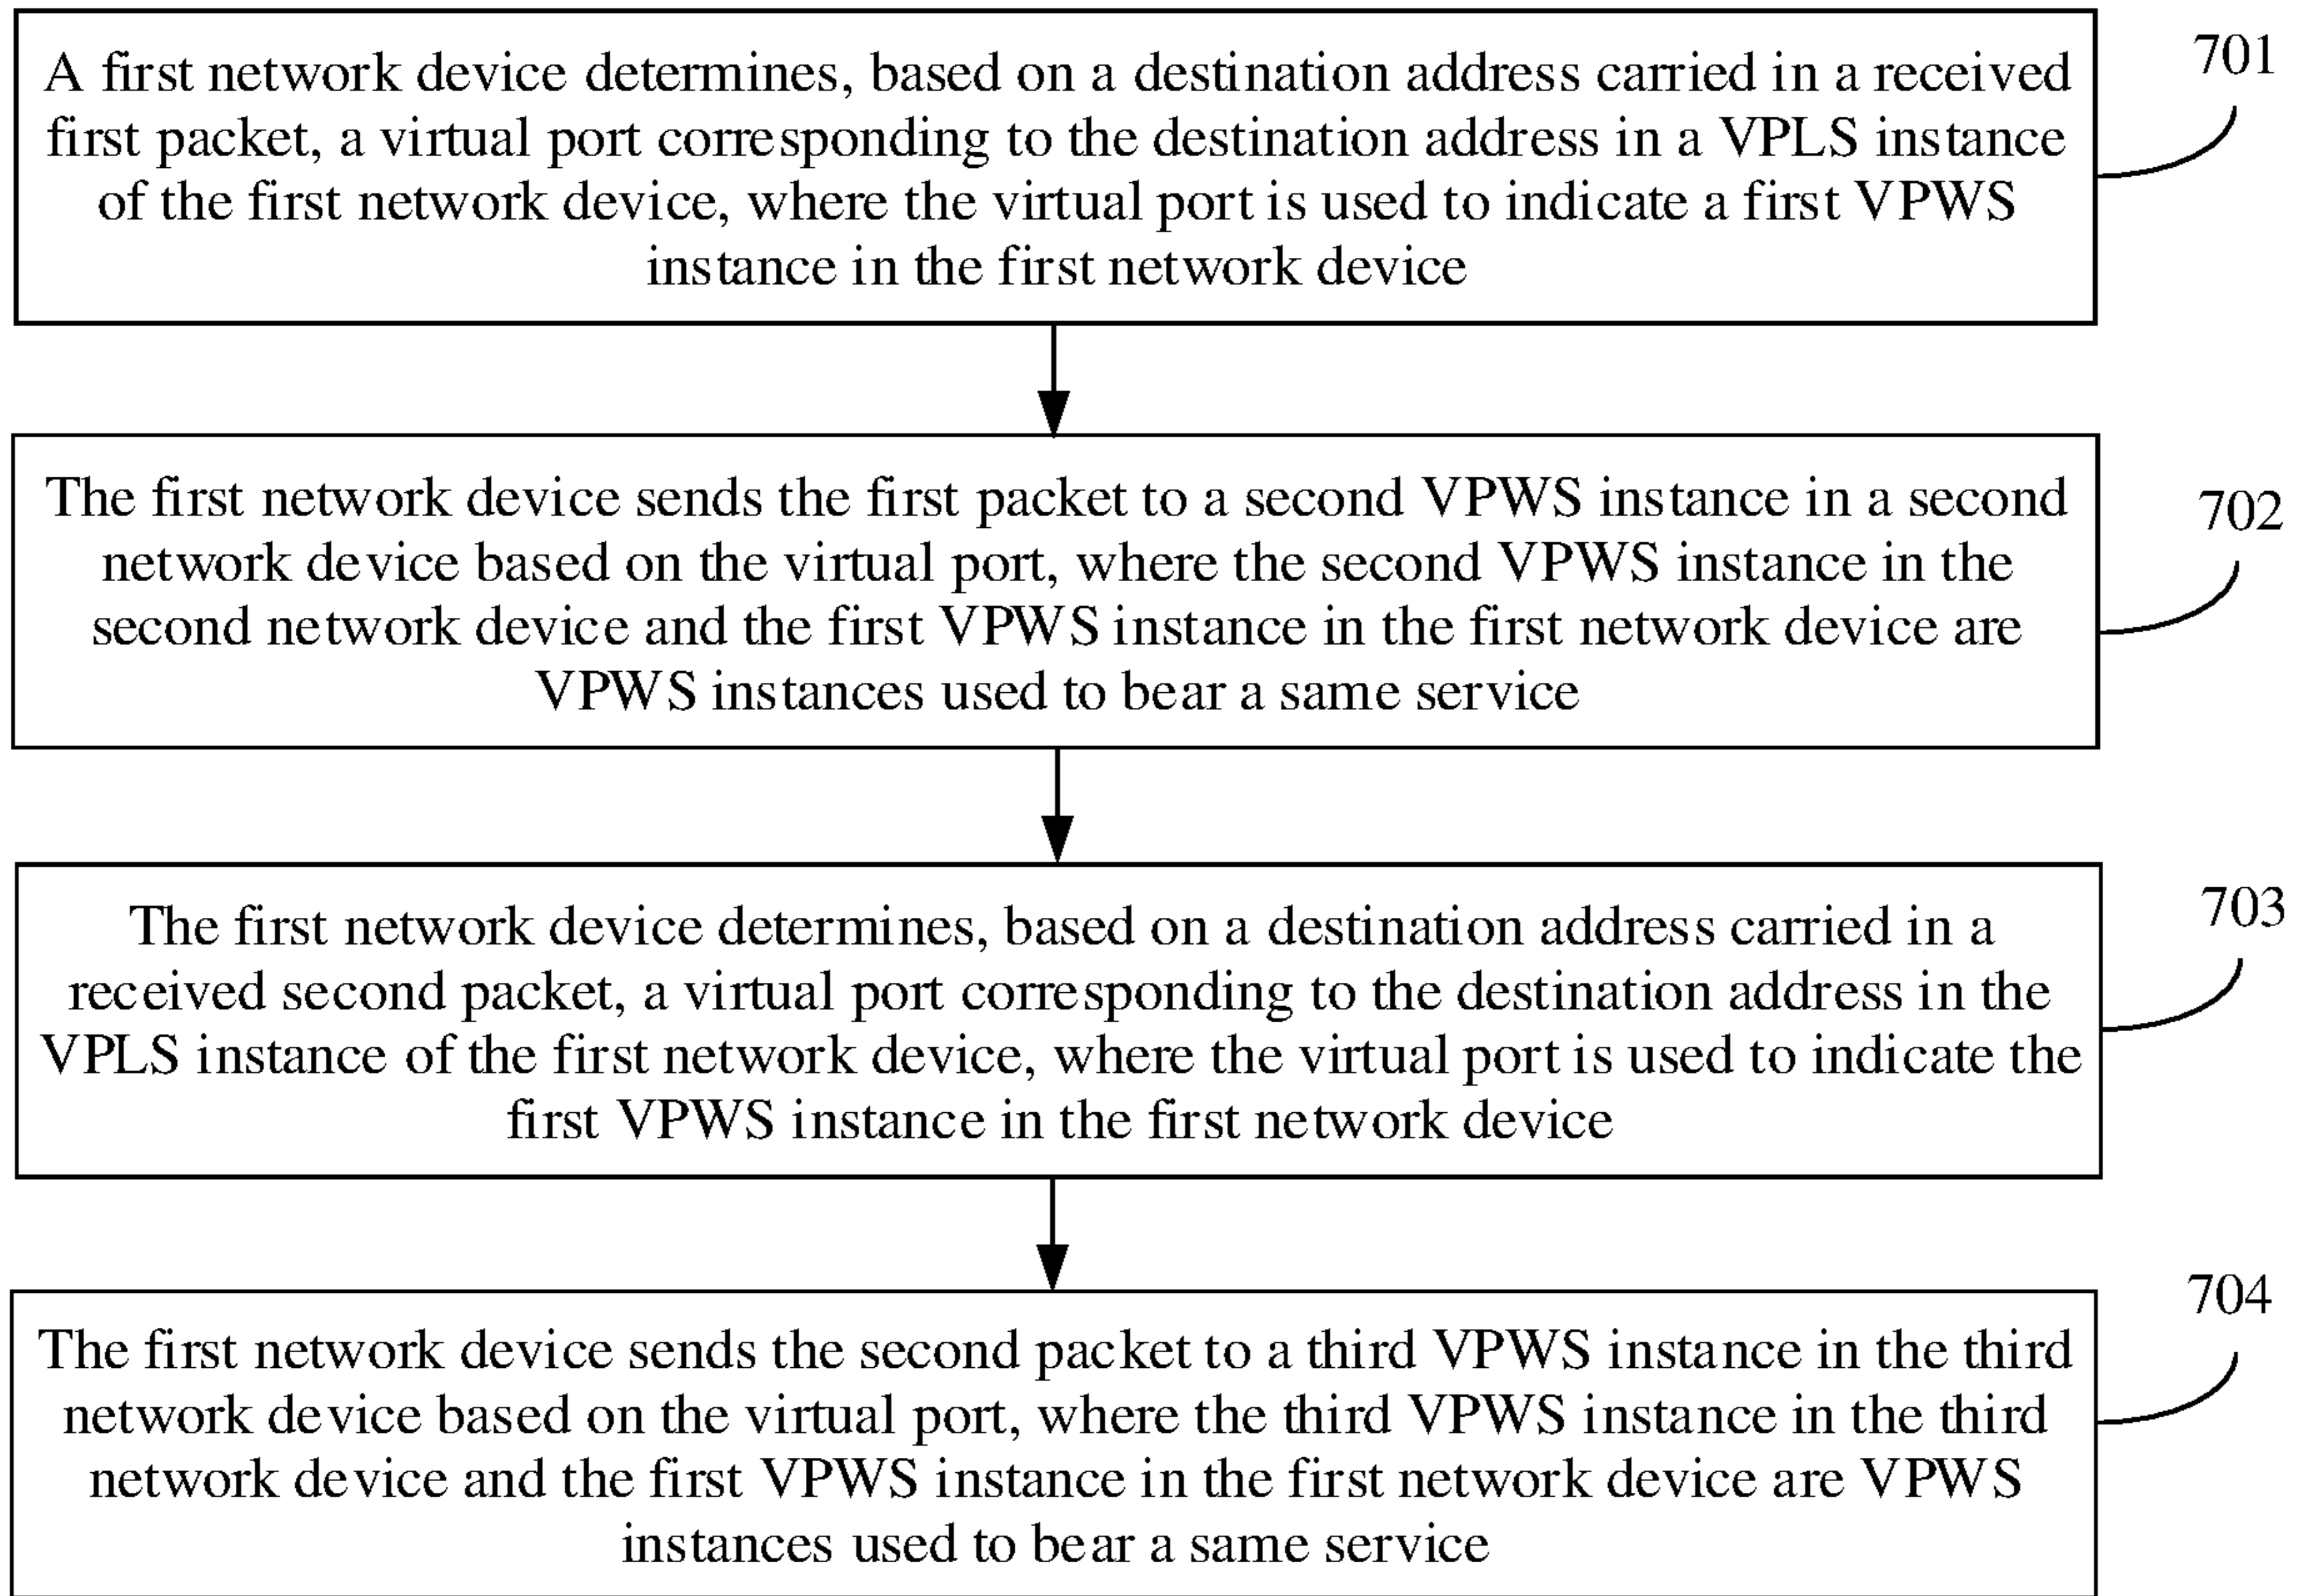 A first network device determines, based on a destination address carried in a received
first packet, a virtual port corresponding to the destination address in a VPLS instance
of the first network device, where the virtual port is used to indicate a first VPWS
instance in the first network device
701
The first network device sends the first packet to a second VPWS instance in a second
network device based on the virtual port, where the second VPWS instance in the
second network device and the first VPWS instance in the first network device are
VPWS instances used to bear a same service
702
The first network device determines, based on a destination address carried in a
received second packet, a virtual port corresponding to the destination address in the
VPLS instance of the first network device, where the virtual port is used to indicate the
first VPWS instance in the first network device
703
The first network device sends the second packet to a third VPWS instance in the third
network device based on the virtual port, where the third VPWS instance in the third
network device and the first VPWS instance in the first network device are VPWS
instances used to bear a same service
704